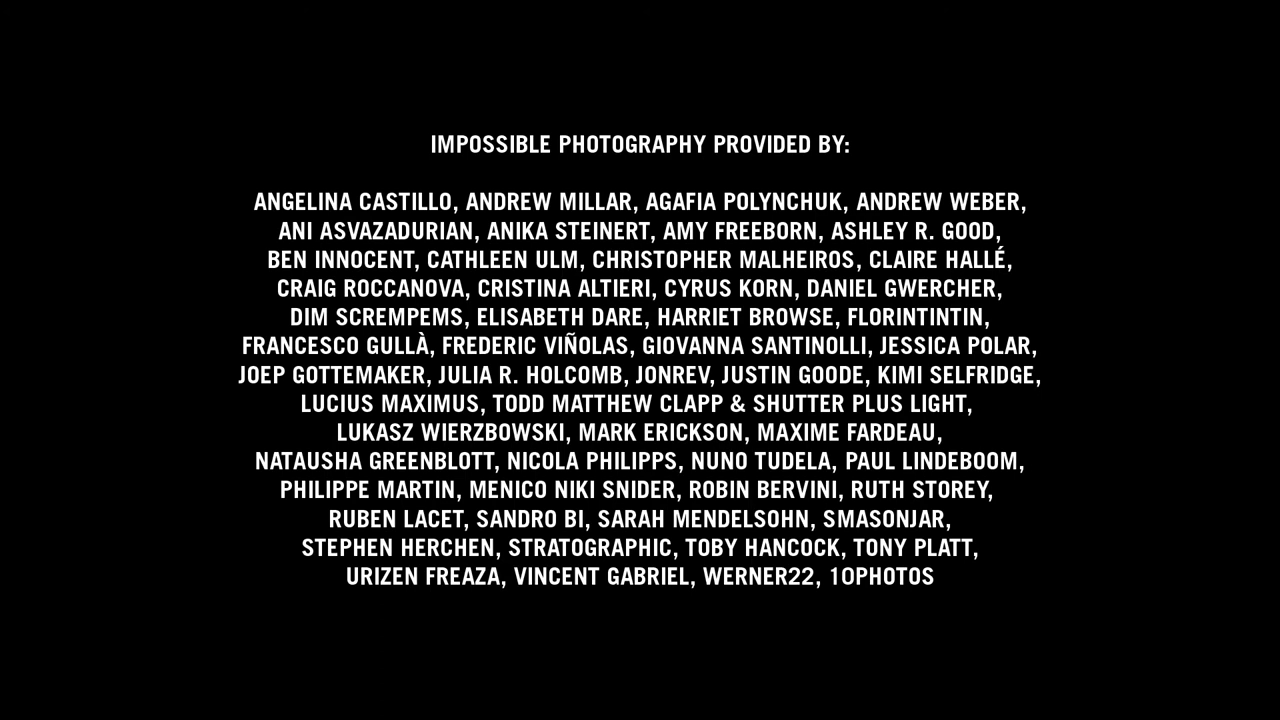 IMPOSSIBLE PHOTOGRAPHY PROVIDED BY:
ANGELINA CASTILLO, ANDREW MILLAR, AGAFIA POLYNCHUK, ANDREW WEBER,
ANI ASVAZADURIAN, ANIKA STEINERT, AMY FREEBORN, ASHLEY R. GOOD,
BEN INNOCENT, CATHLEEN ULM, CHRISTOPHER MALHEIROS, CLAIRE HALLÉ,
CRAIG ROCCANOVA, CRISTINA ALTIERI, CYRUS KORN, DANIEL GWERCHER,
DIM SCREMPEMS, ELISABETH DARE, HARRIET BROWSE, FLORINTINTIN,
FRANCESCO GULLÀ, FREDERIC VIÑOLAS, GIOVANNA SANTINOLLI, JESSICA POLAR,
JOEP GOTTEMAKER, JULIA R. HOLCOMB, JONREV, JUSTIN GOODE, KIMI SELFRIDGE,
LUCIUS MAXIMUS, TODD MATTHEW CLAPP & SHUTTER PLUS LIGHT,
LUKASZ WIERZBOWSKI, MARK ERICKSON, MAXIME FARDEAU,
NATAUSHA GREENBLOTT, NICOLA PHILIPPS, NUNO TUDELA, PAUL LINDEBOOM,
PHILIPPE MARTIN, MENICO NIKI SNIDER, ROBIN BERVINI, RUTH STOREY,
RUBEN LACET, SANDRO BI, SARAH MENDELSOHN, SMASONJAR,
STEPHEN HERCHEN, STRATOGRAPHIC, TOBY HANCOCK, TONY PLATT,
URIZEN FREAZA, VINCENT GABRIEL, WERNER22, 10PHOTOS